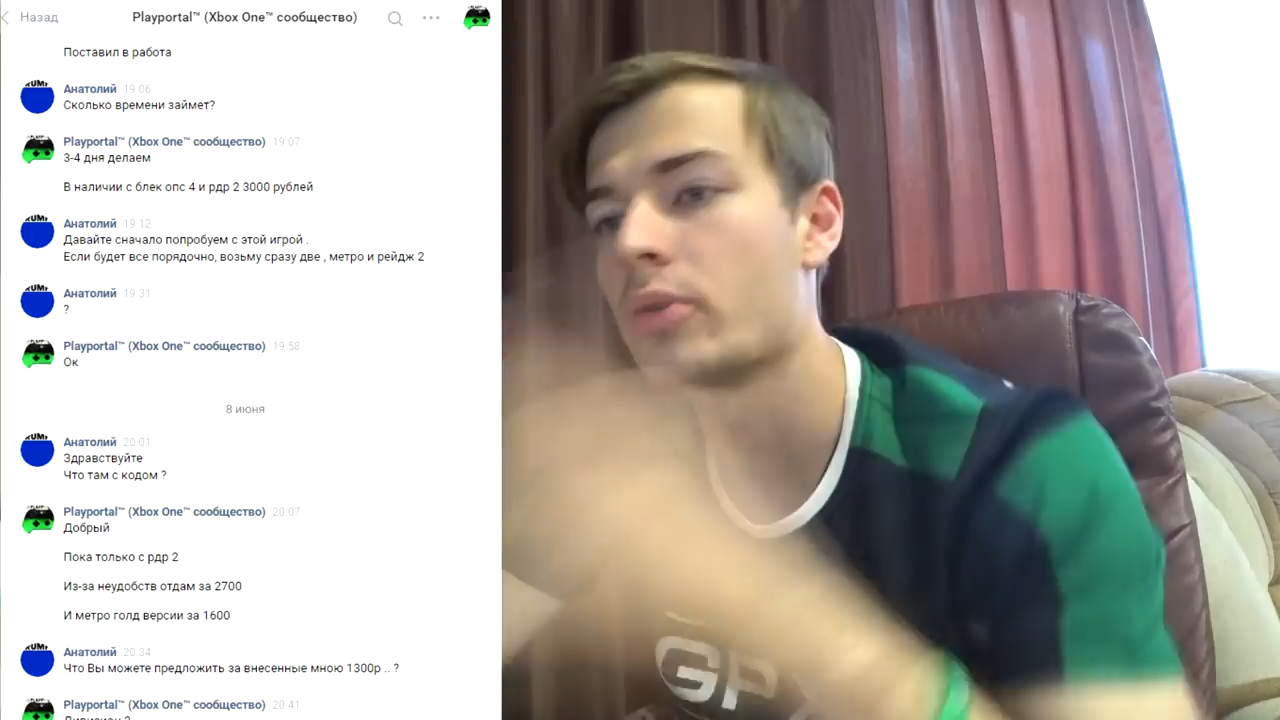 Назад
Playportal™ (Xbox One™ сообщество)
Поставил в работа
Анатолий 19:06
Сколько времени займет?
Playportal™ (Xbox One™ сообщество) 19:07
3-4 дня делаем
В наличии с блек опс 4 и рдр 2 3000 рублей
Анатолий 19:12
Давайте сначало попробуем с этой игрой .
Если будет все порядочно, возьму сразу две , метро и рейдж 2
Анатолий 19:31
?
Playportal™ (Xbox One™ сообщество) 19:58
Ок
8 июня
Анатолий 20:01
Здравствуйте
Что там с кодом ?
Playportal™ (Xbox One™ сообщество) 20:07
Добрый
Пока только с рдр 2
Из-за неудобств отдам за 2700
И метро голд версии за 1600
Анатолий 20:34
Что Вы можете предложить за внесенные мною 1300р .. ?
Playportal™ (Xbox One™ сообщество) 20:41
GP